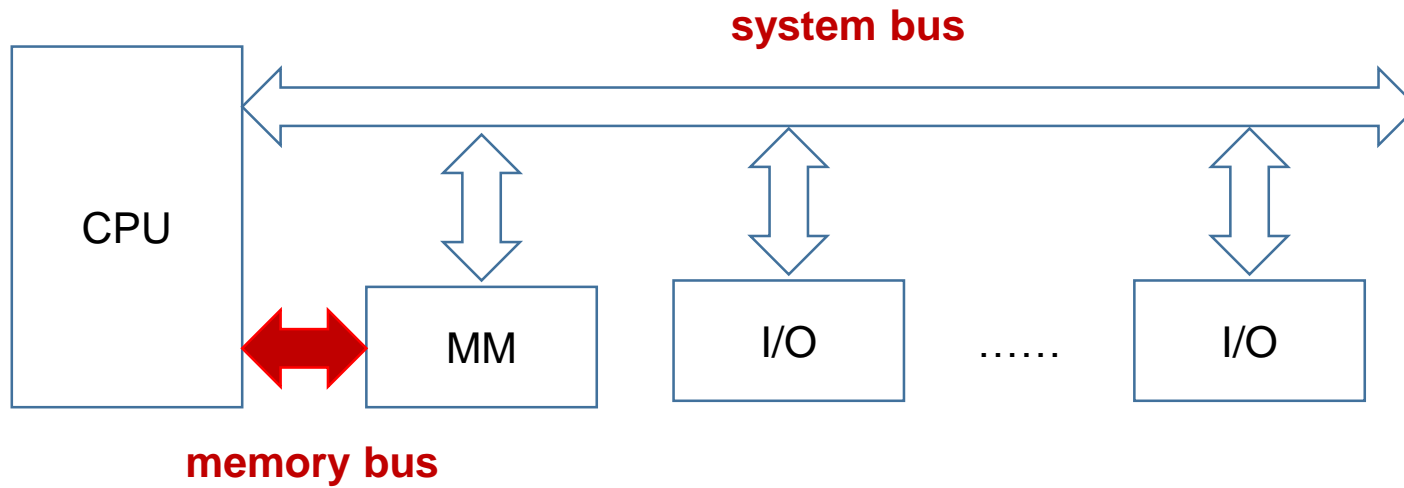 system bus
CPU
MM
I/O
......
I/O
memory bus